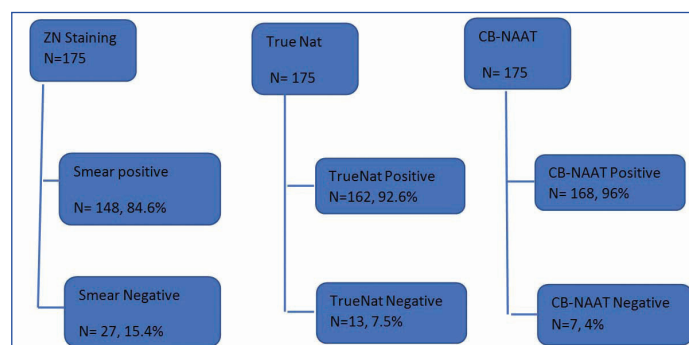 ZN Staining
N=175
Smear positive
N= 148, 84.6%
Smear Negative
N= 27, 15.4%
True Nat
N= 175
TrueNat Positive
N=162, 92.6%
TrueNat Negative
N=13, 7.5%
CB-NAAT
N= 175
CB-NAAT Positive
N= 168, 96%
CB-NAAT Negative
N=7, 4%